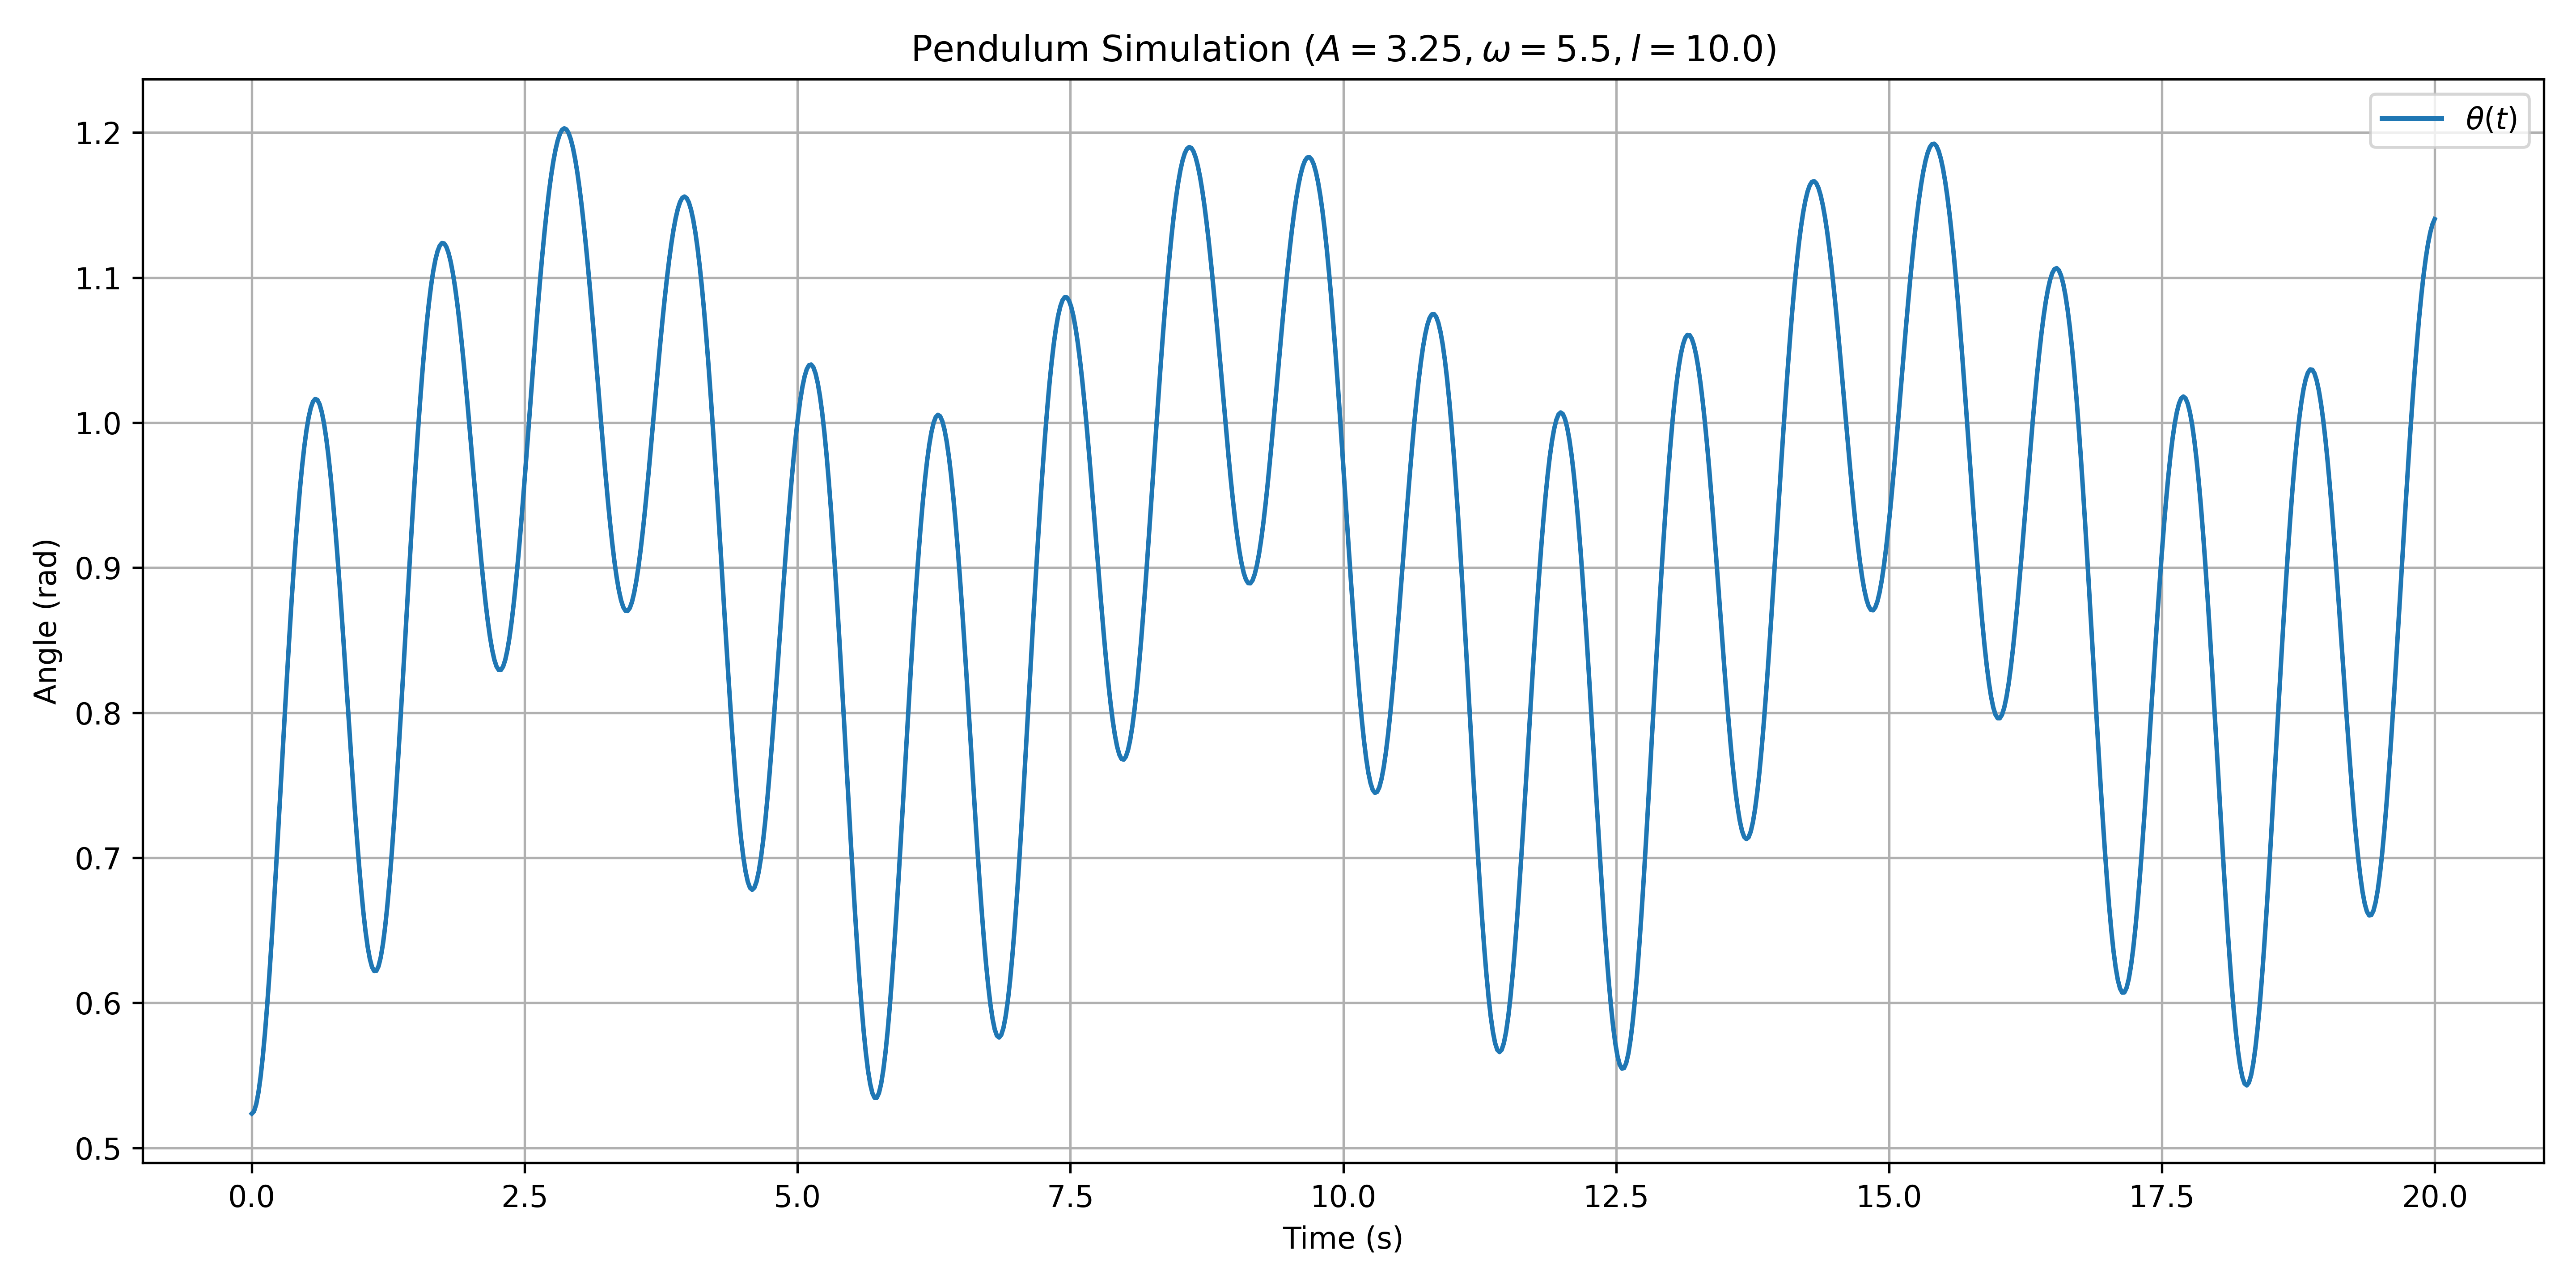 Pendulum Simulation (A = 3.25, ω = 5.5, l = 10.0)
θ(t)
1.2
1.1
1.0
0.9
0.8
0.7
0.6
0.5
Angle (rad)
0.0 2.5 5.0 7.5 10.0 12.5 15.0 17.5 20.0
Time (s)